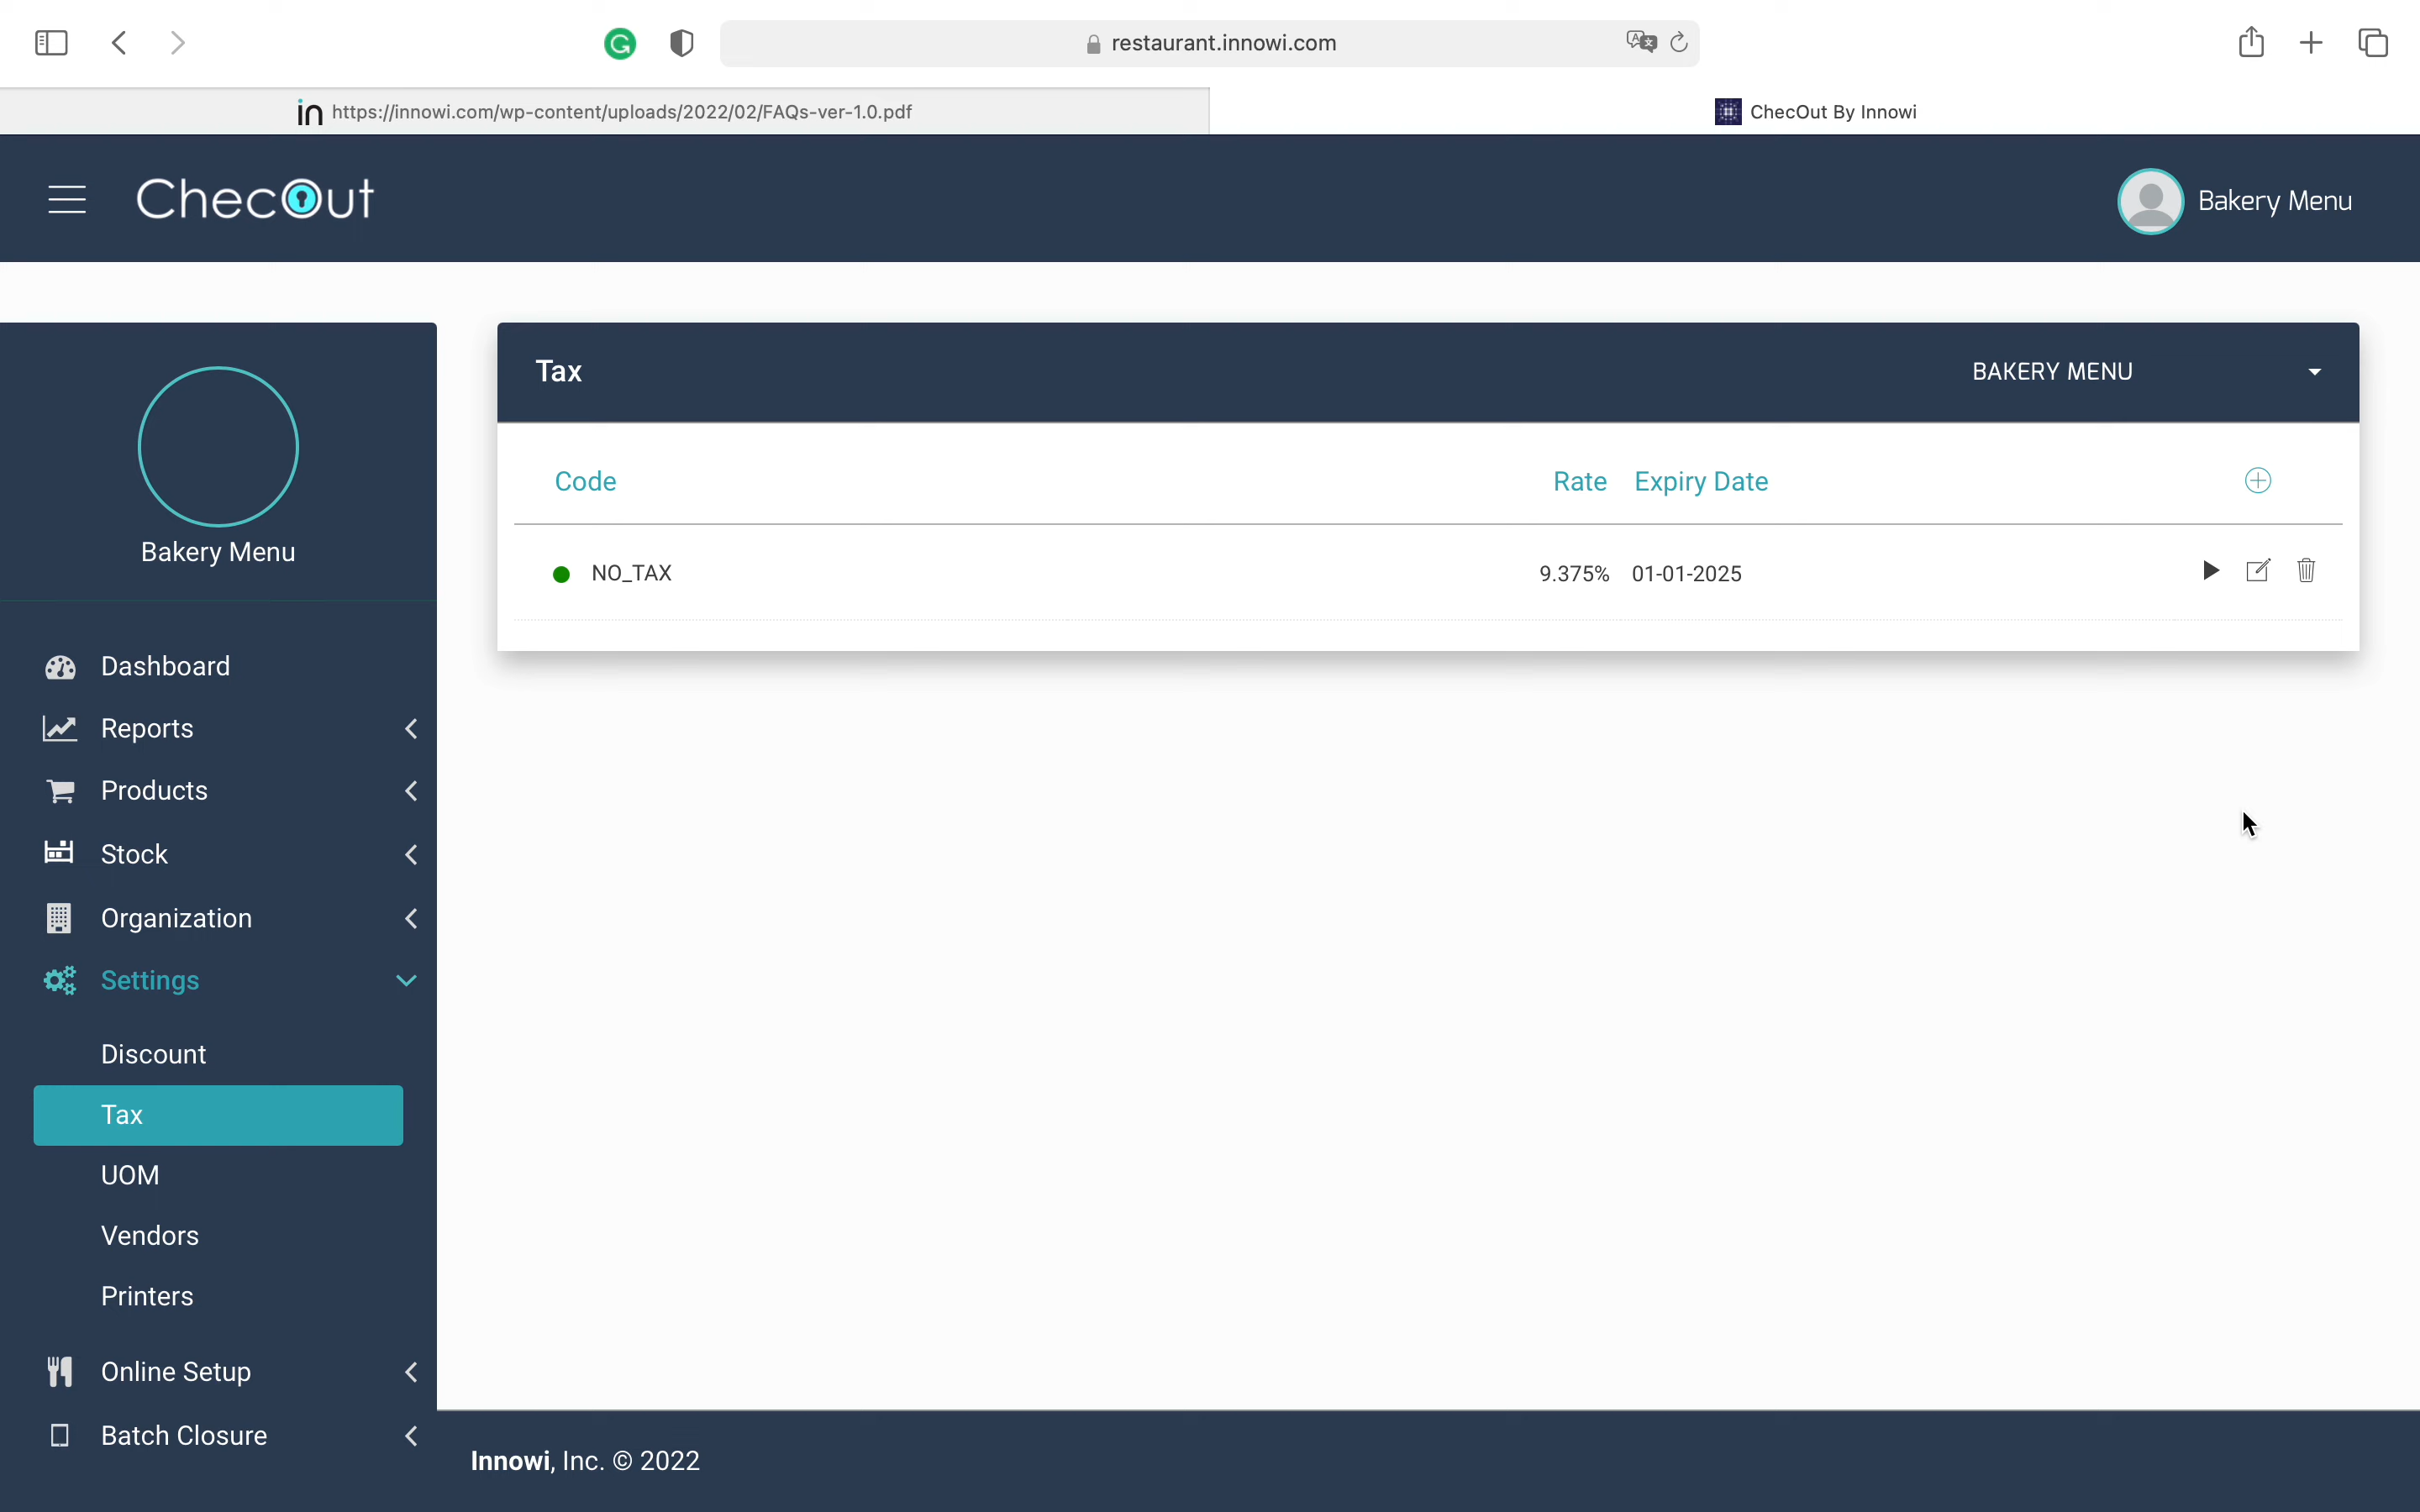 restaurant.innowi.com
in https://innowi.com/wp-content/uploads/2022/02/FAQs-ver-1.0.pdf
ChecOut By Innowi
ChecOut
Bakery Menu
Bakery Menu
Dashboard
Reports
Products
Stock
Organization
Settings
Discount
Tax
UOM
Vendors
Printers
Online Setup
Batch Closure
Tax BAKERY MENU
Code Rate Expiry Date
NO_TAX 9.375% 01-01-2025
Innowi, Inc. © 2022